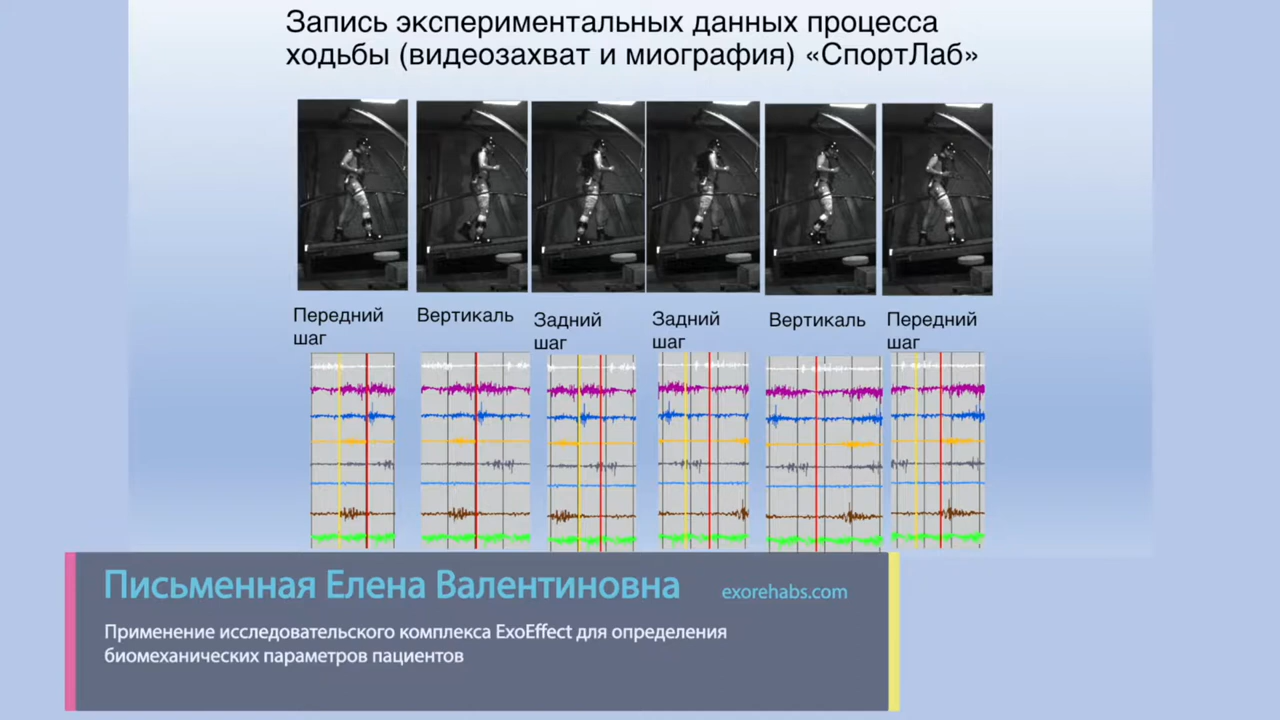 Запись экспериментальных данных процесса
ходьбы (видеозахват и миография) «СпортЛаб»
Передний
шаг
Вертикаль
Задний
шаг
Задний
шаг
Вертикаль
Передний
шаг
Письменная Елена Валентиновна
exorehabs.com
Применение исследовательского комплекса ExoEffect для определения
биомеханических параметров пациентов